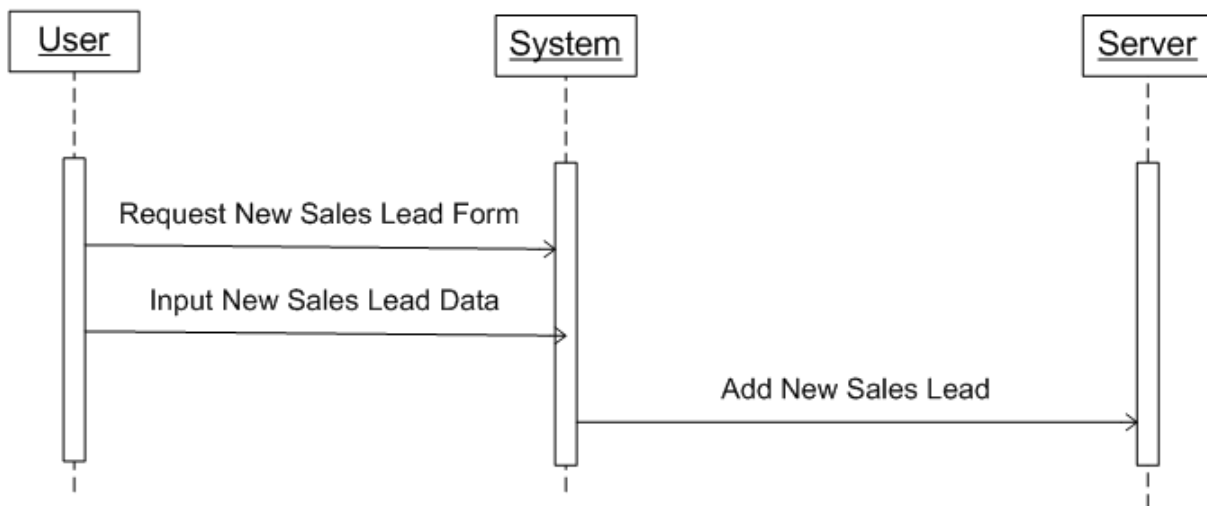 User
System
Server
Request New Sales Lead Form
Input New Sales Lead Data
Add New Sales Lead